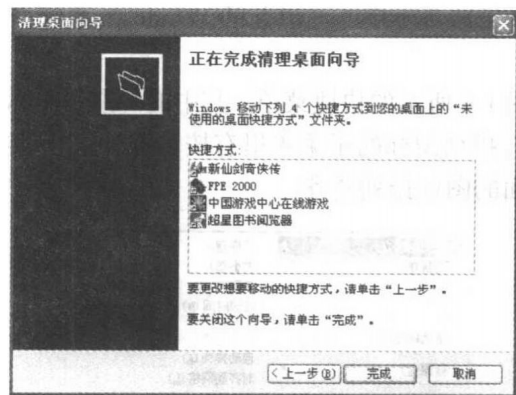 清理桌面向导
正在完成清理桌面向导
Windows 移动下列 4 个快捷方式到您的桌面上的“未
使用的桌面快捷方式”文件夹。
快捷方式:
新仙剑奇侠传
FPE 2000
中国游戏中心在线游戏
超星图书阅览器
要更改想要移动的快捷方式，请单击“上一步”。
要关闭这个向导，请单击“完成”。
< 上一步(B)
完成
取消